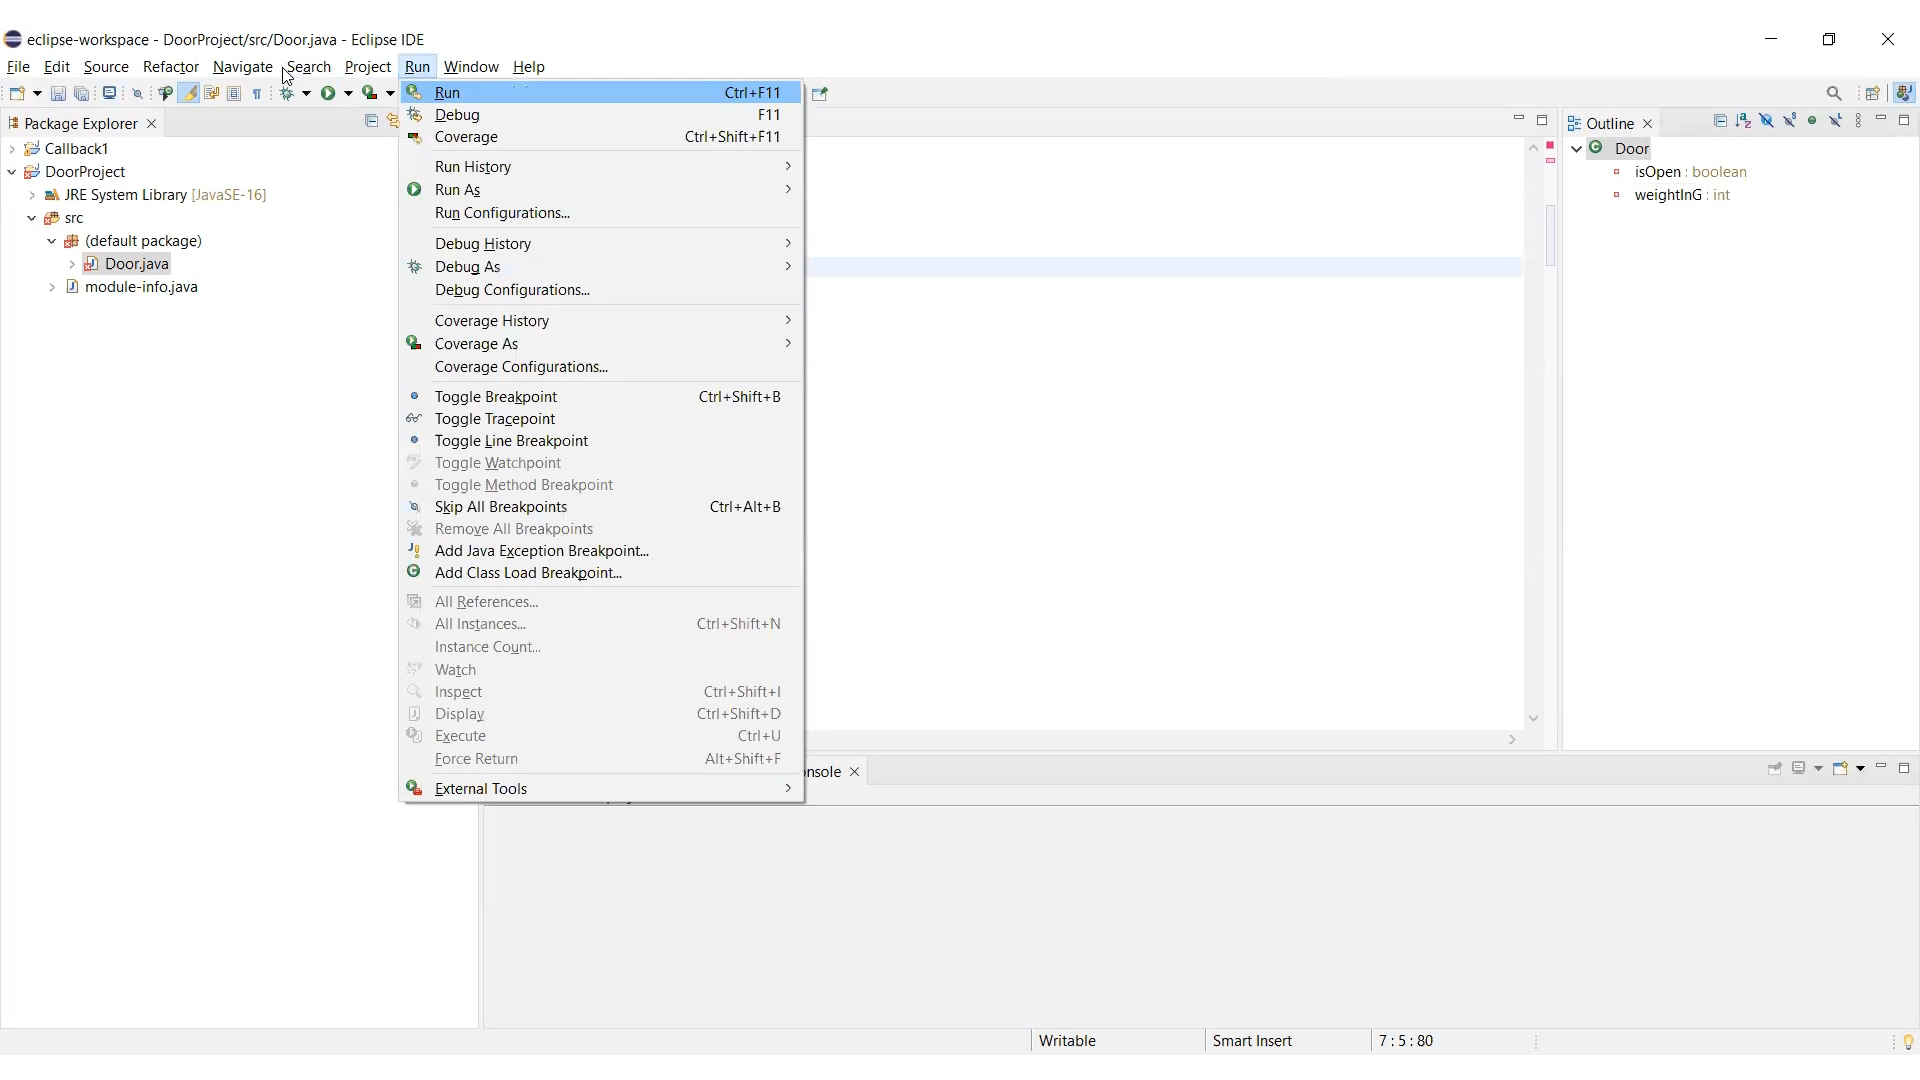 eclipse-workspace - DoorProject/src/Door.java - Eclipse IDE
File Edit Source Refactor Navigate Search Project Run Window Help
Package Explorer
Callback1
DoorProject
JRE System Library [JavaSE-16]
src
(default package)
Door.java
module-info.java
Run Ctrl+F11
Debug F11
Coverage Ctrl+Shift+F11
Run History
Run As
Run Configurations...
Debug History
Debug As
Debug Configurations...
Coverage History
Coverage As
Coverage Configurations...
Toggle Breakpoint Ctrl+Shift+B
Toggle Tracepoint
Toggle Line Breakpoint
Toggle Watchpoint
Toggle Method Breakpoint
Skip All Breakpoints Ctrl+Alt+B
Remove All Breakpoints
Add Java Exception Breakpoint...
Add Class Load Breakpoint...
All References...
All Instances... Ctrl+Shift+N
Instance Count...
Watch
Inspect Ctrl+Shift+I
Display Ctrl+Shift+D
Execute Ctrl+U
Force Return Alt+Shift+F
External Tools
Outline
Door
isOpen : boolean
weightInG : int
nsole
Writable Smart Insert 7 : 5 : 80